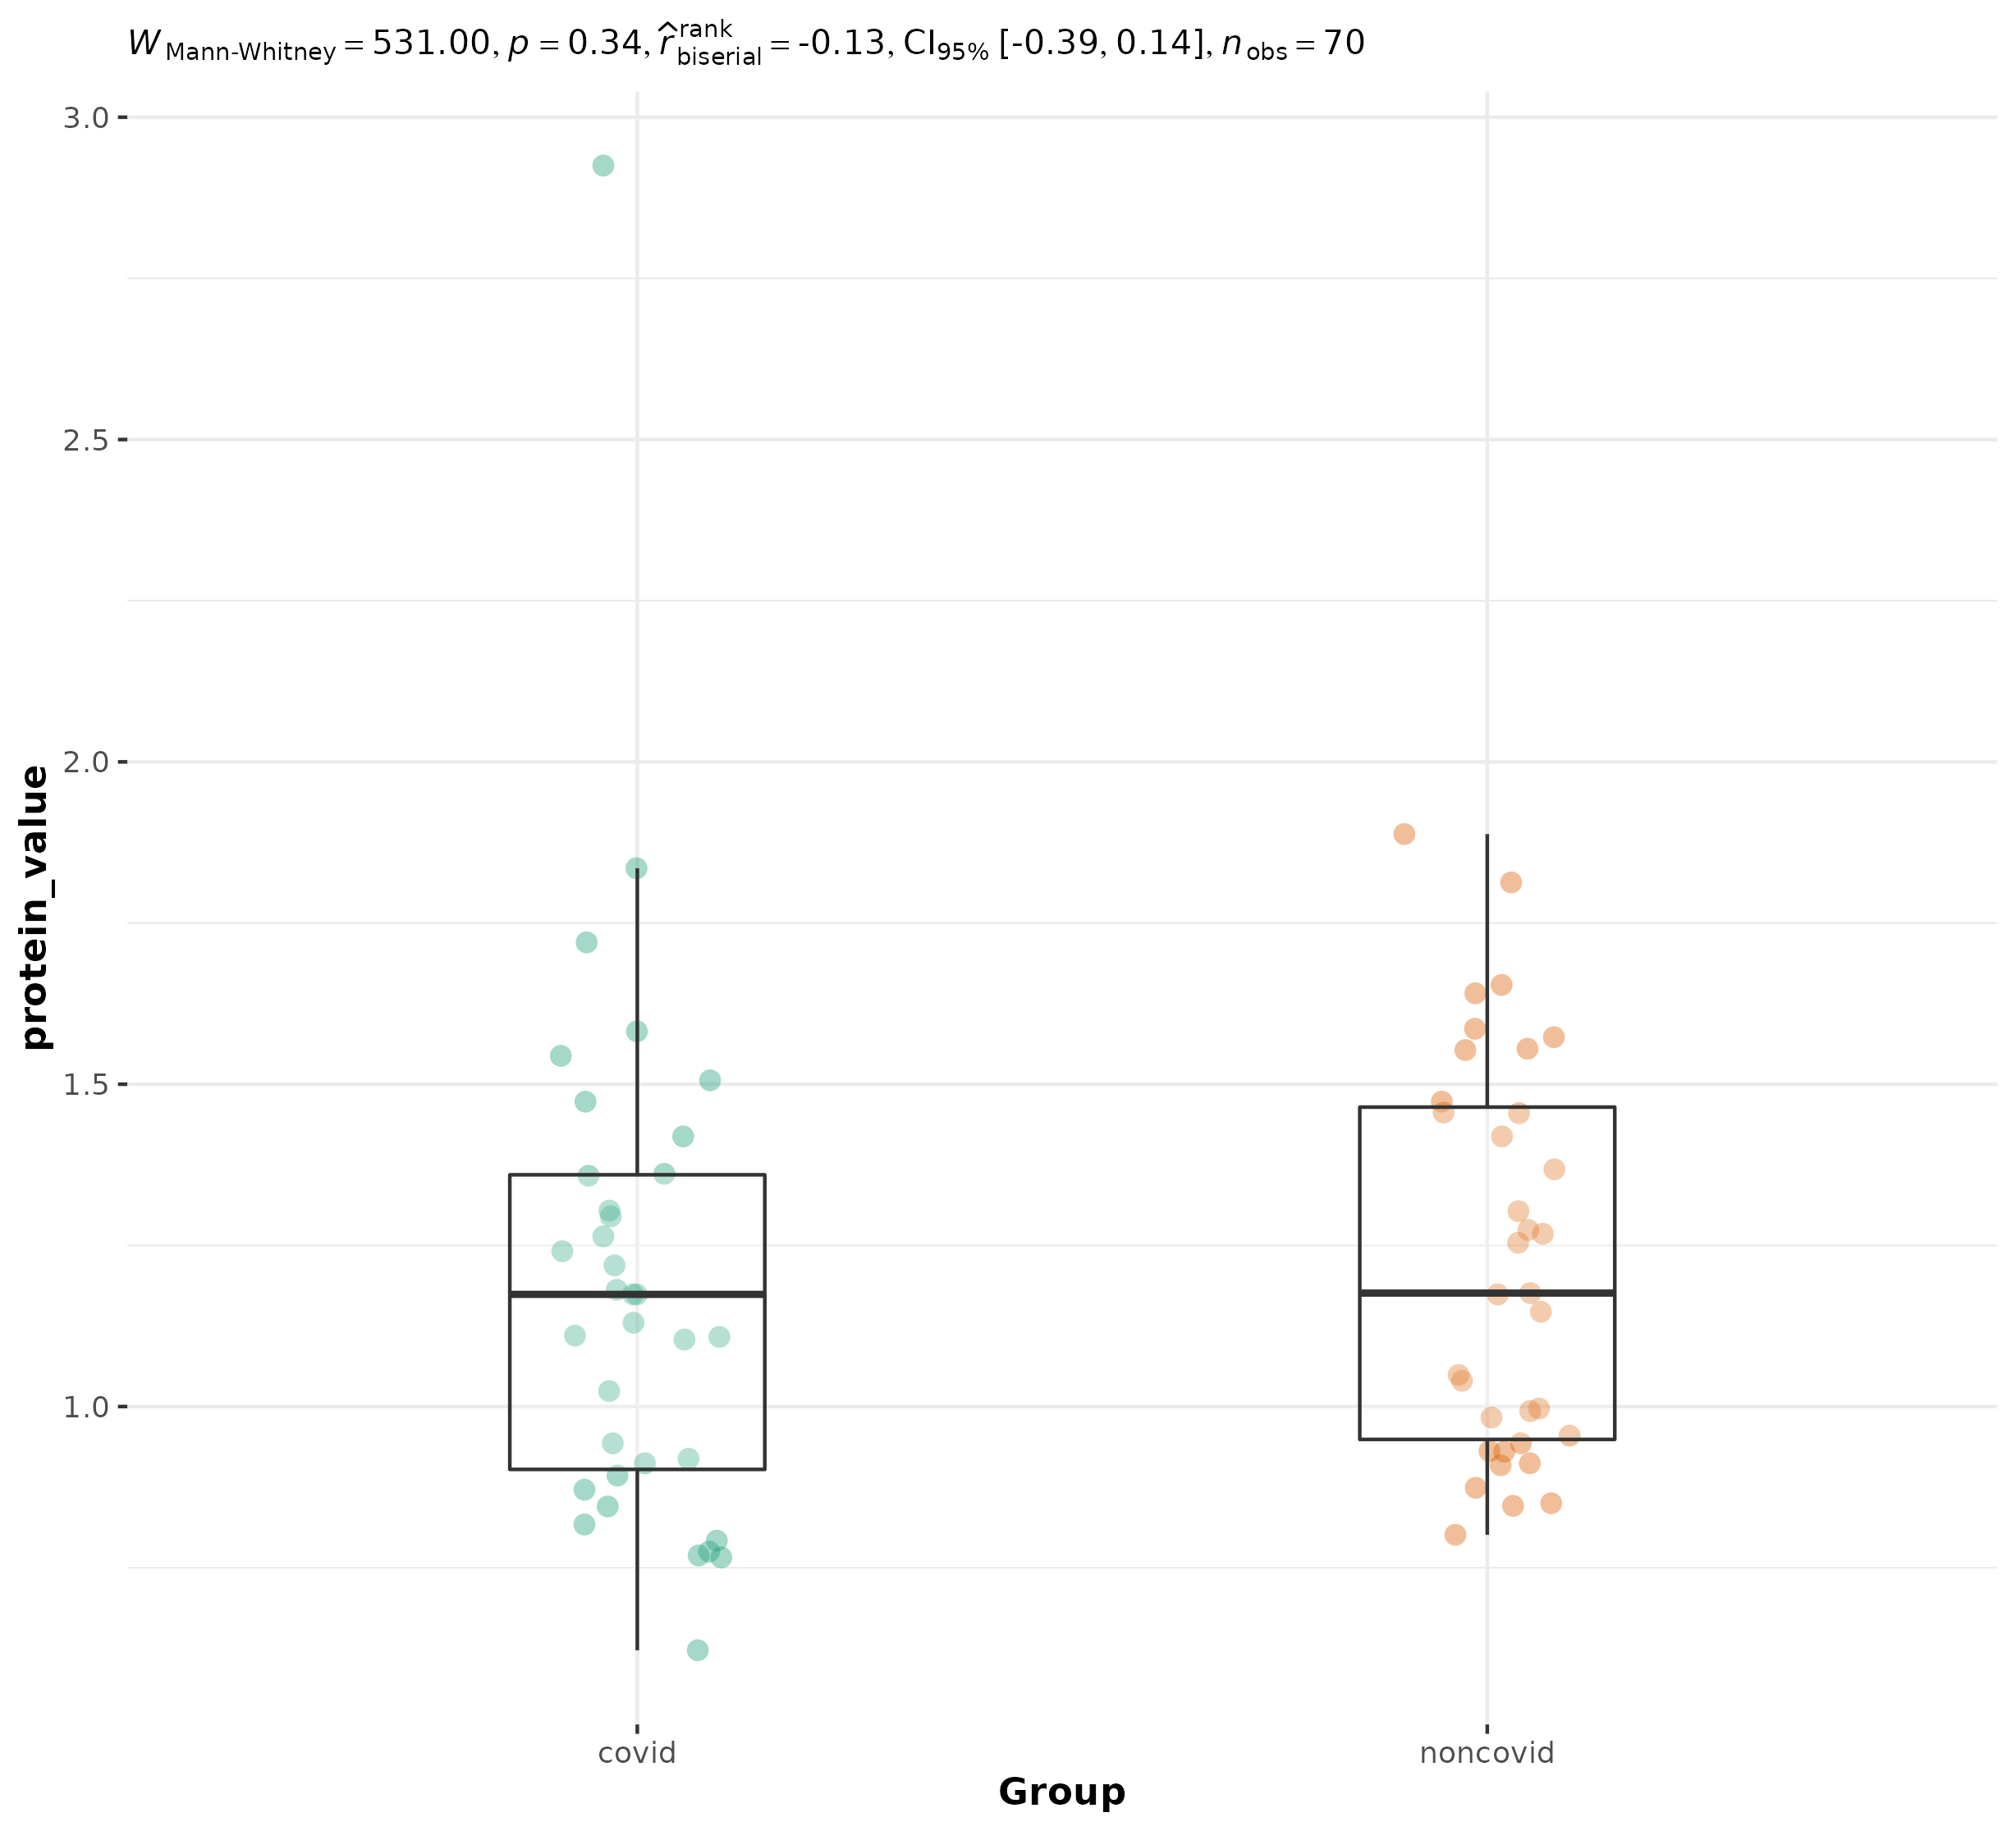 W Mann-Whitney = 531.00, p = 0.34, r̂ rank biserial = -0.13, CI95% [-0.39, 0.14], n obs = 70
3.0
2.5
2.0
1.5
1.0
protein_value
covid noncovid
Group